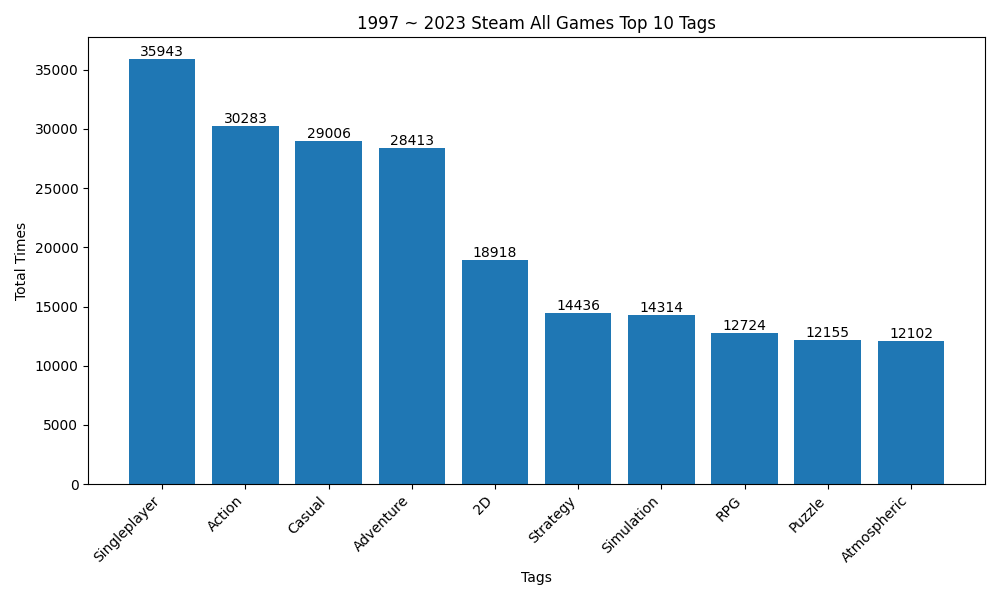 1997 ~ 2023 Steam All Games Top 10 Tags
Total Times
35000
30000
25000
20000
15000
10000
5000
0
35943
30283
29006
28413
18918
14436
14314
12724
12155
12102
Singleplayer
Action
Casual
Adventure
2D
Strategy
Simulation
RPG
Puzzle
Atmospheric
Tags